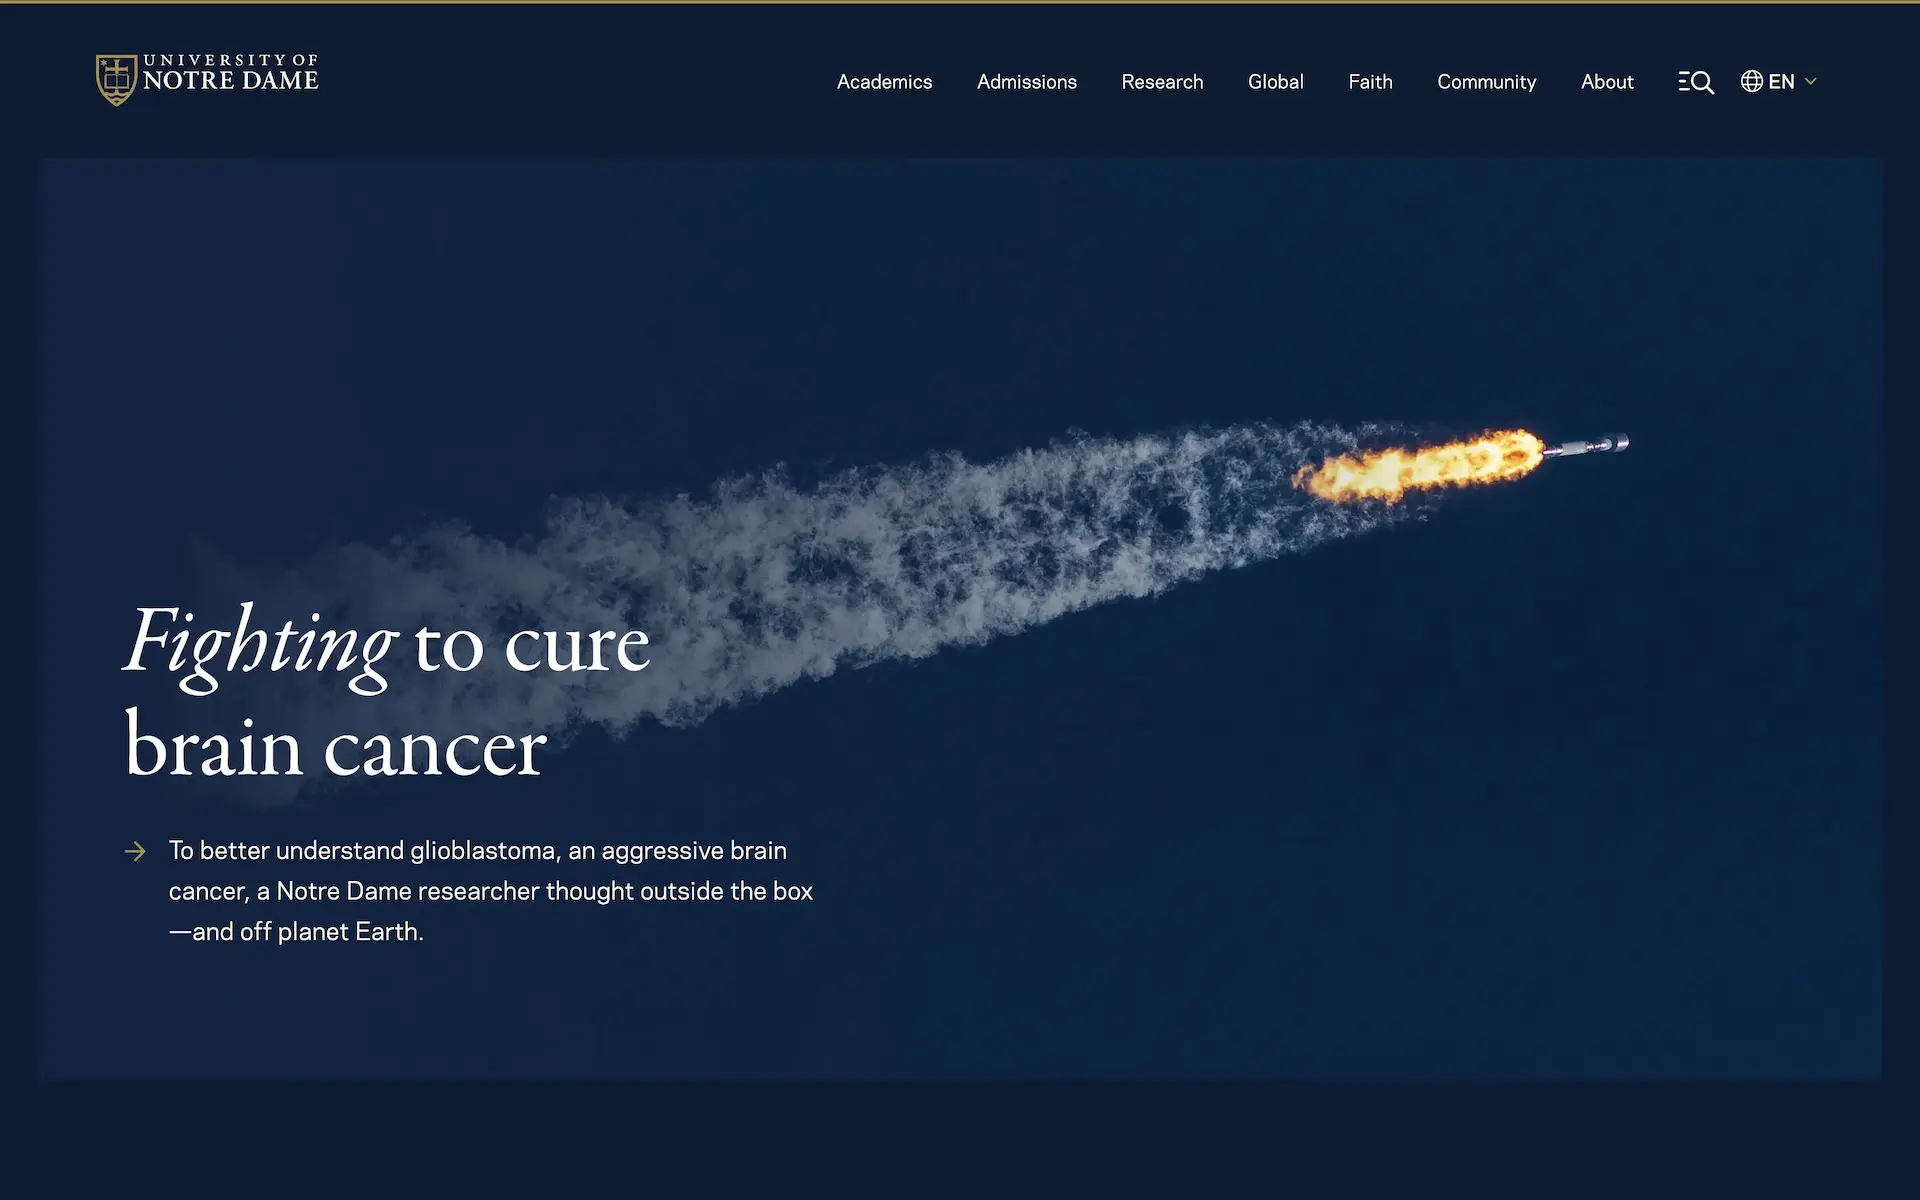 UNIVERSITY OF
NOTRE DAME
Academics Admissions Research Global Faith Community About EN
Fighting to cure
brain cancer
To better understand glioblastoma, an aggressive brain
cancer, a Notre Dame researcher thought outside the box
—and off planet Earth.